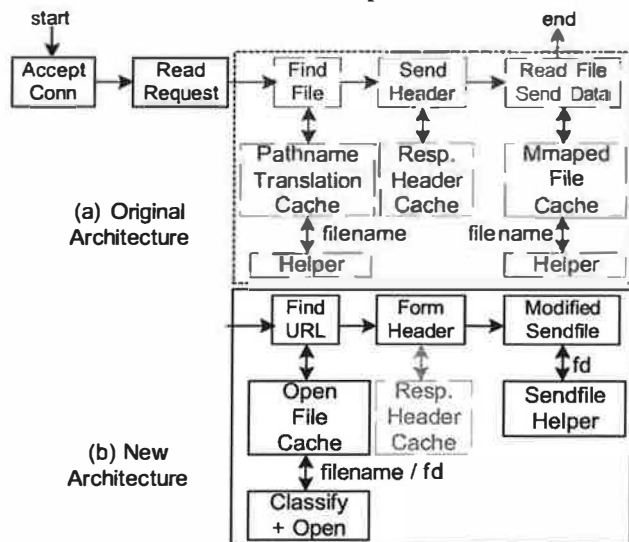 start
end
Accept
Conn
Read
Request
Find
File
Send
Header
Read File
Send Data
Pathname
Translation
Cache
Resp.
Header
Cache
Mmaped
File
Cache
(a) Original
Architecture
filename
filename
Helper
Helper
Find
URL
Form
Header
Modified
Sendfile
fd
Open
File
Cache
Resp.
Header
Cache
Sendfile
Helper
(b) New
Architecture
filename / fd
Classify
+ Open